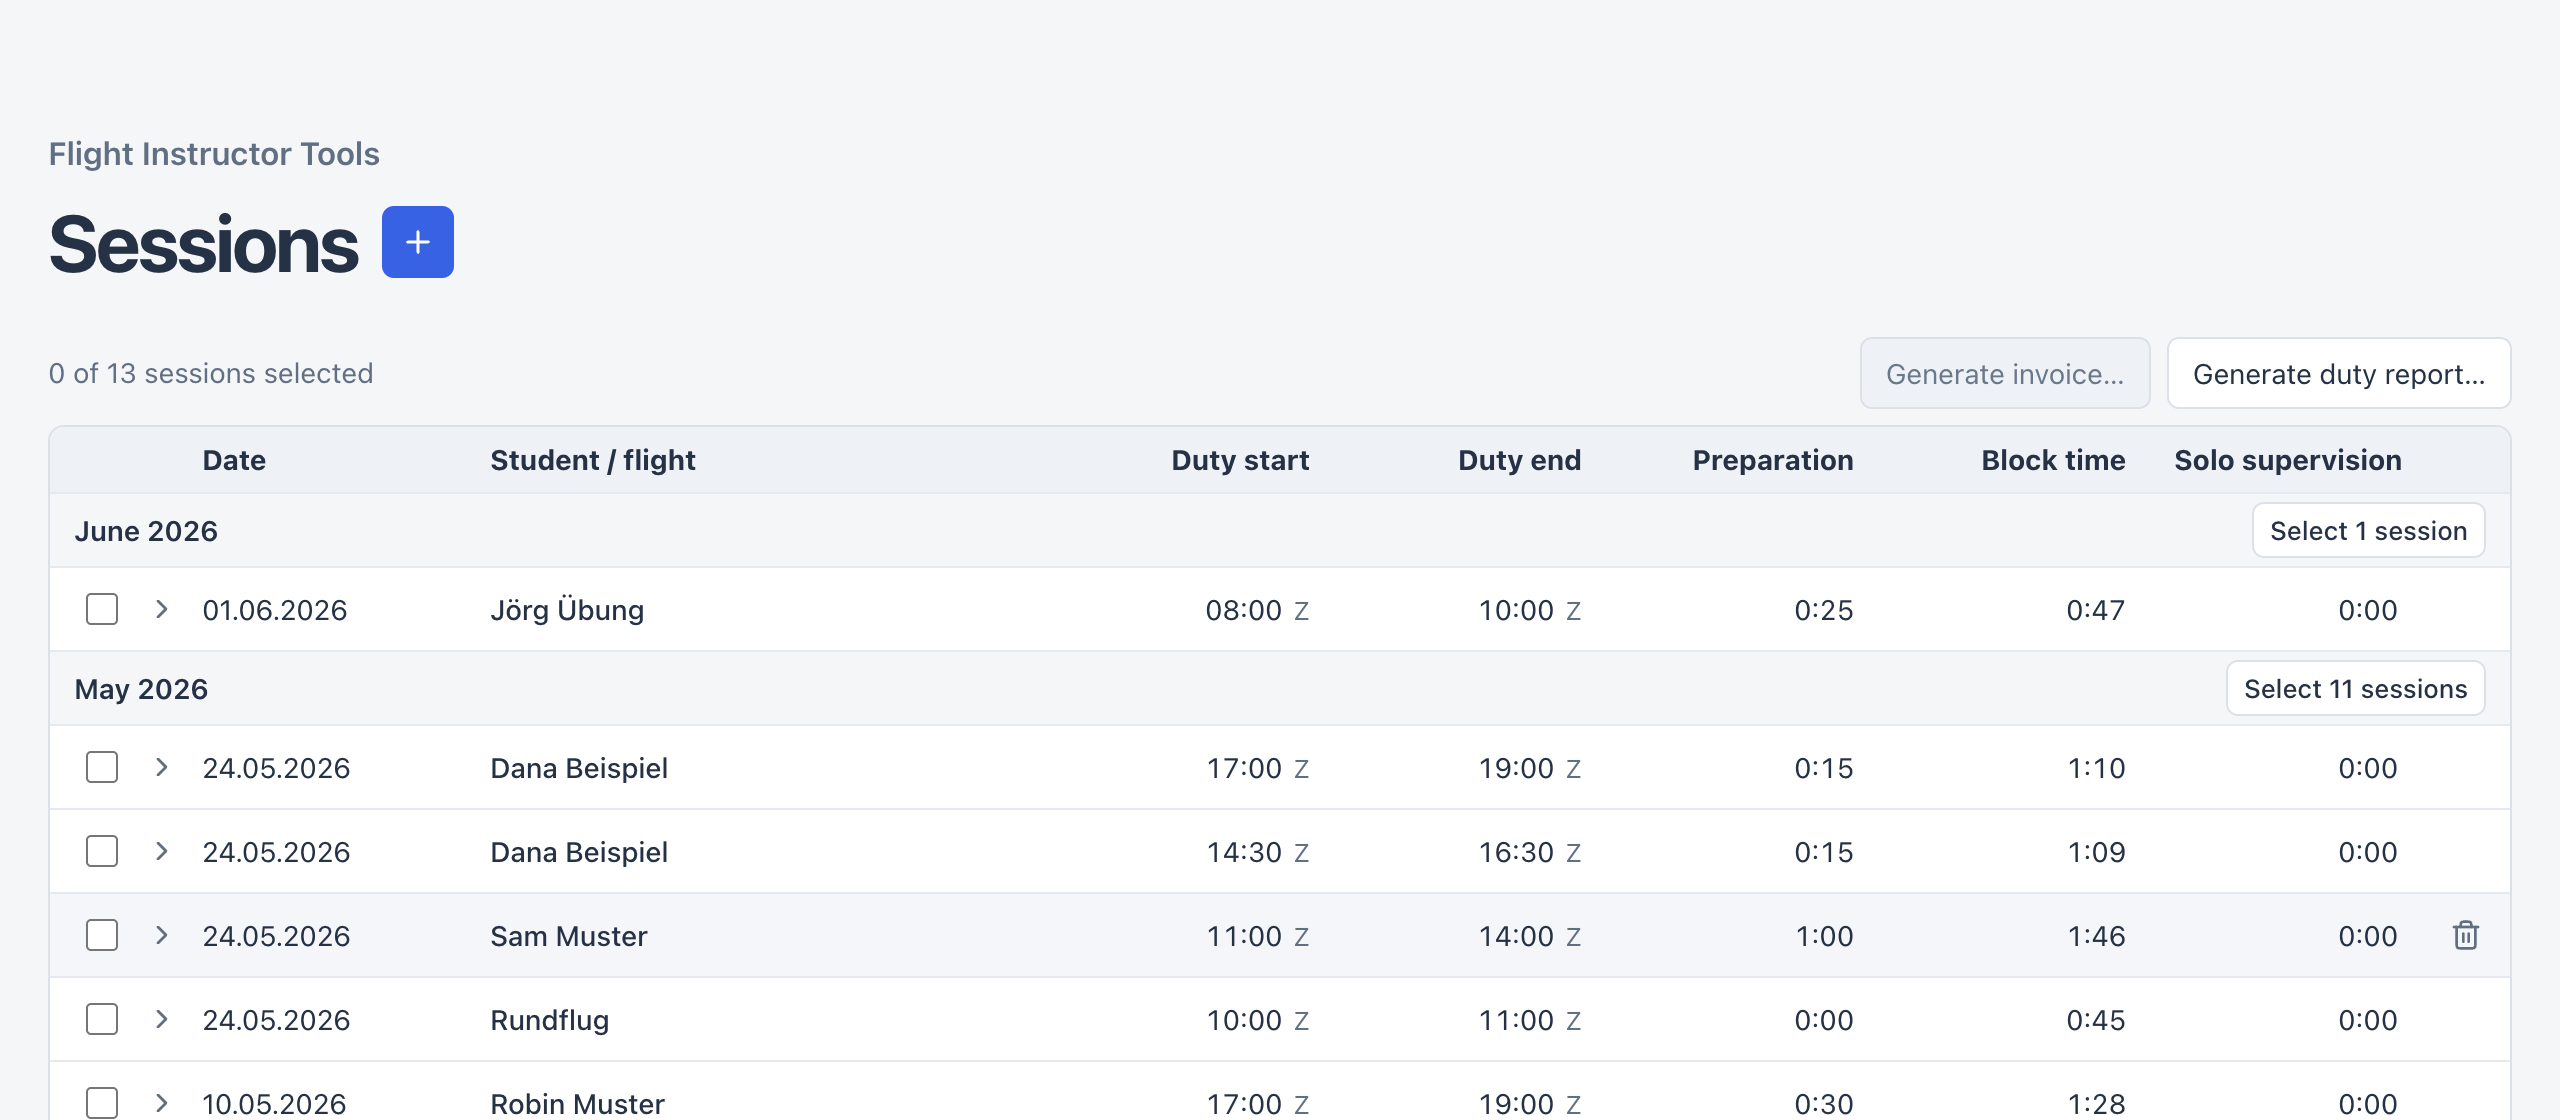 Flight Instructor Tools
Sessions +
0 of 13 sessions selected Generate invoice... Generate duty report...
Date Student / flight Duty start Duty end Preparation Block time Solo supervision
June 2026 Select 1 session
01.06.2026 Jörg Übung 08:00 Z 10:00 Z 0:25 0:47 0:00
May 2026 Select 11 sessions
24.05.2026 Dana Beispiel 17:00 Z 19:00 Z 0:15 1:10 0:00
24.05.2026 Dana Beispiel 14:30 Z 16:30 Z 0:15 1:09 0:00
24.05.2026 Sam Muster 11:00 Z 14:00 Z 1:00 1:46 0:00
24.05.2026 Rundflug 10:00 Z 11:00 Z 0:00 0:45 0:00
10.05.2026 Robin Muster 17:00 Z 19:00 Z 0:30 1:28 0:00